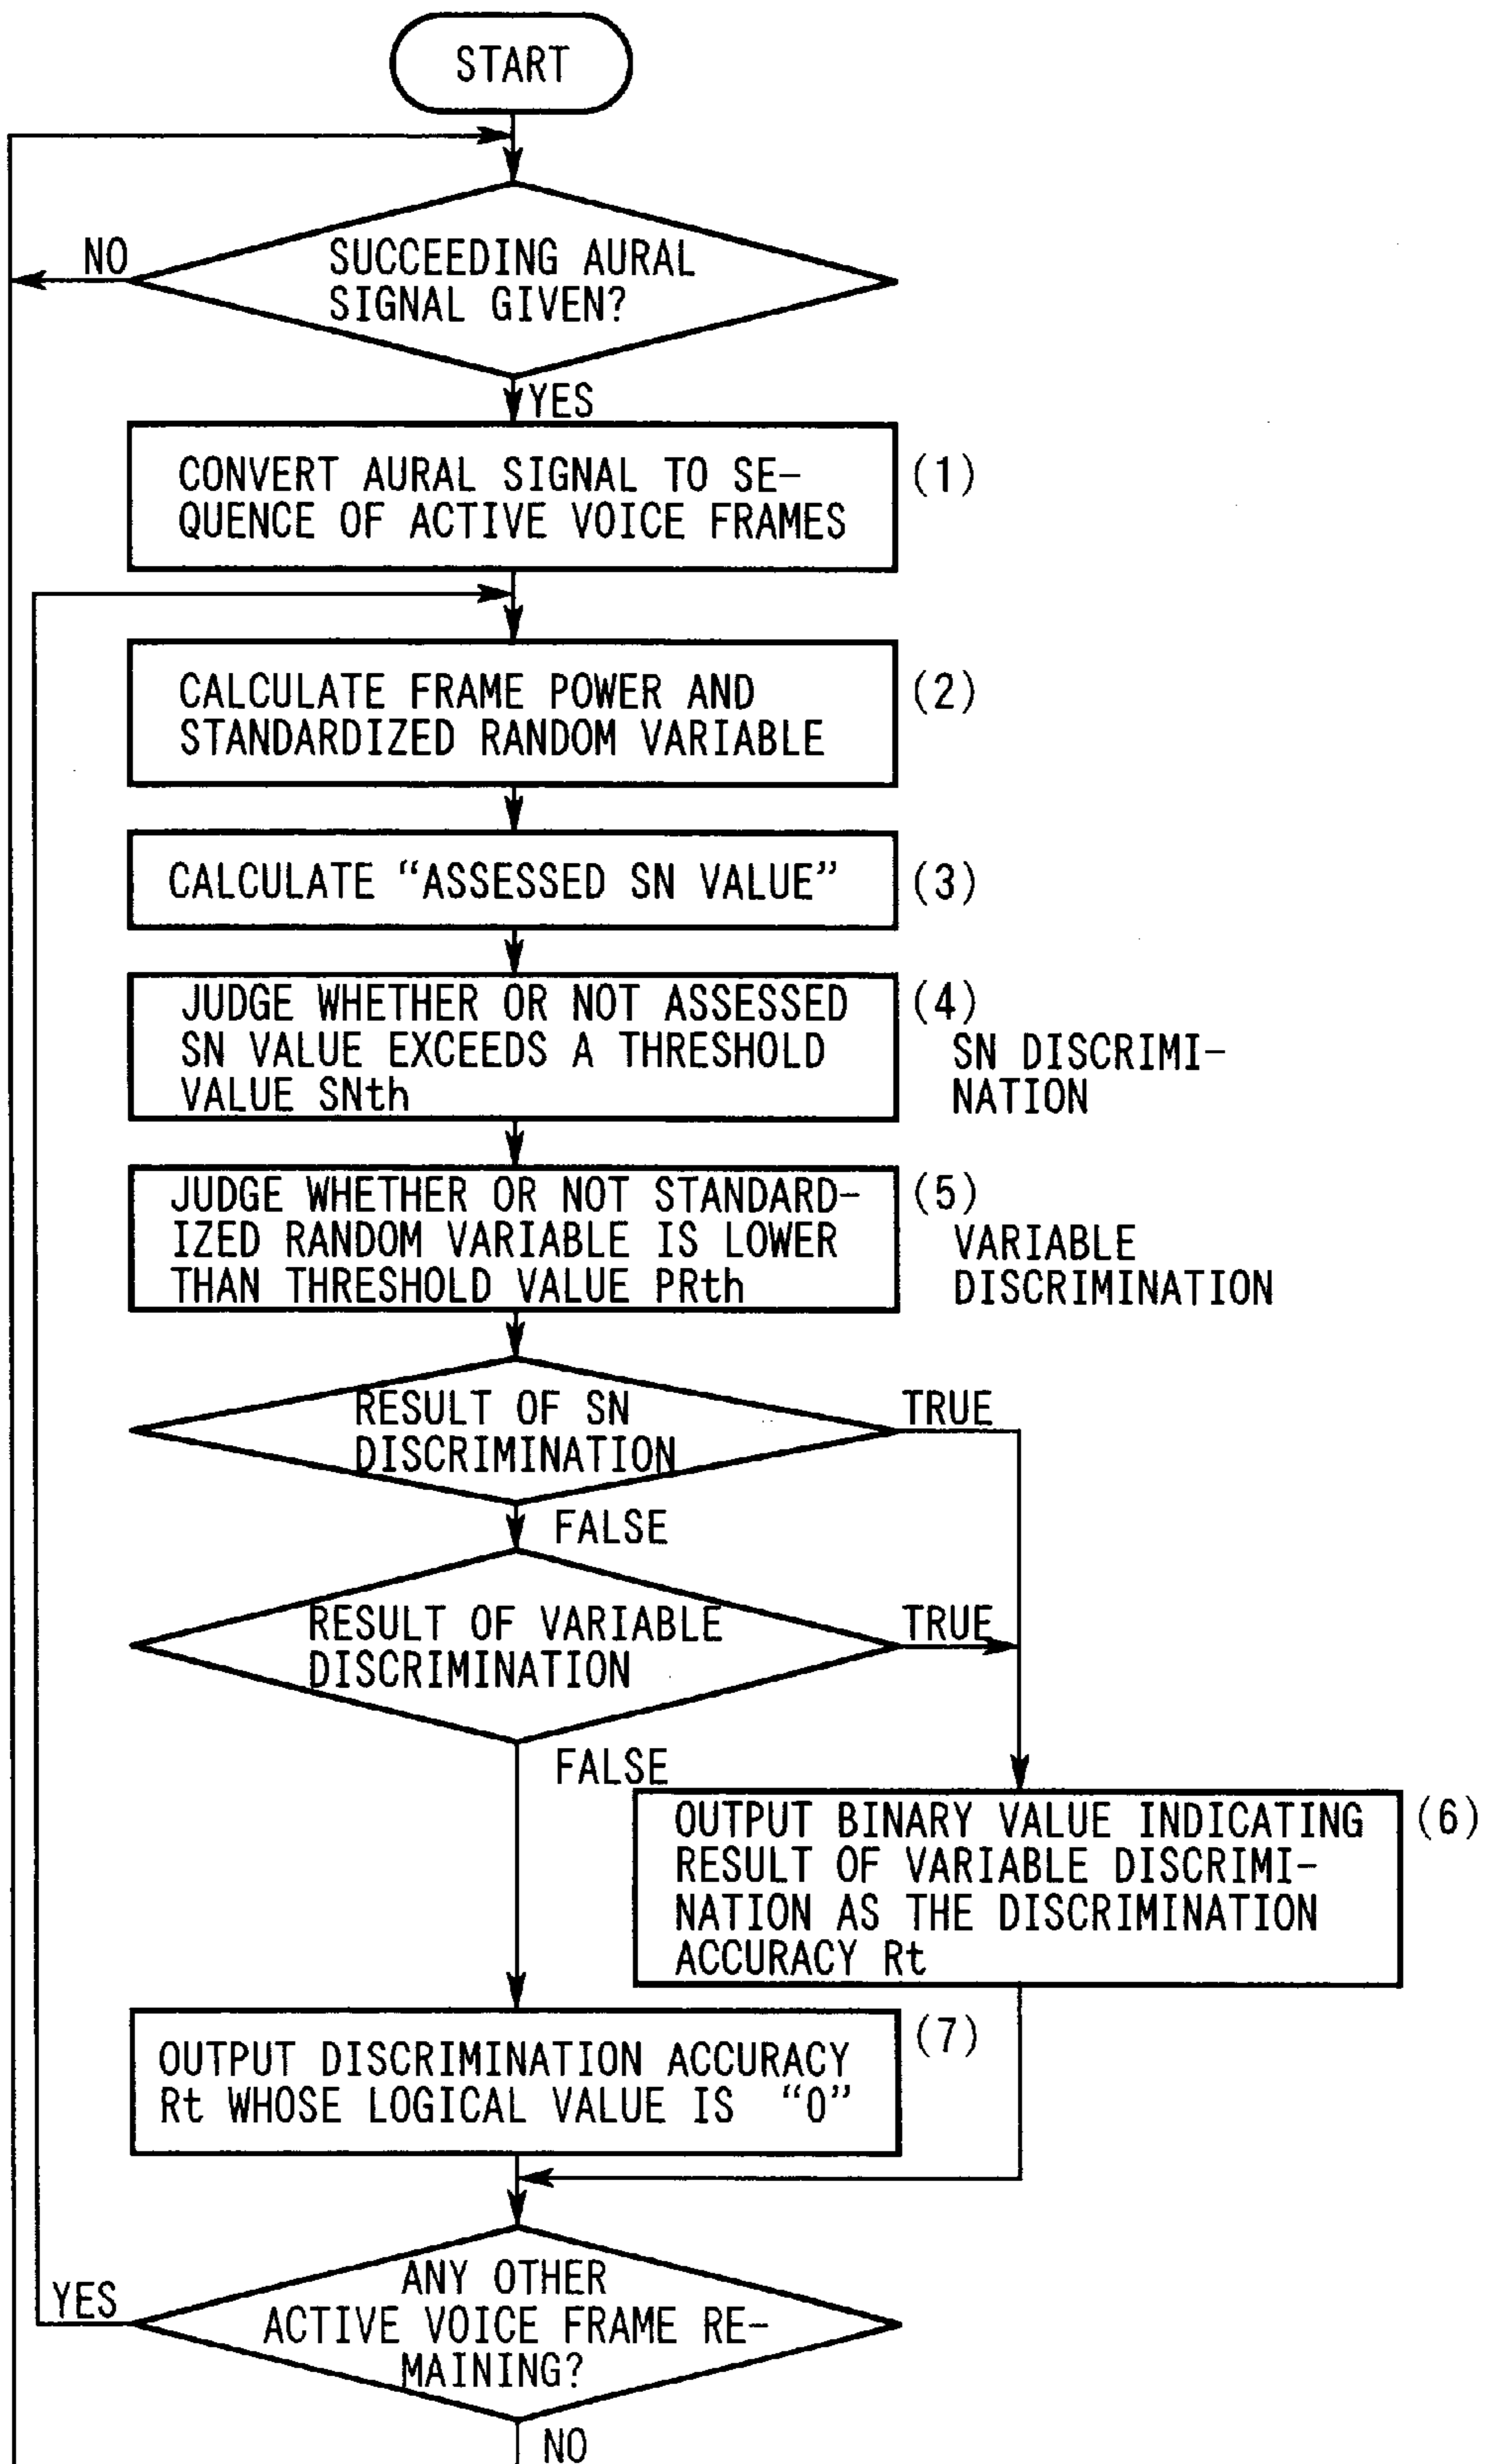 START
NO
SUCCEEDING AURAL
SIGNAL GIVEN?
YES
CONVERT AURAL SIGNAL TO SE-
QUENCE OF ACTIVE VOICE FRAMES
(1)
CALCULATE FRAME POWER AND
STANDARDIZED RANDOM VARIABLE
(2)
CALCULATE “ASSESSED SN VALUE”
(3)
JUDGE WHETHER OR NOT ASSESSED
SN VALUE EXCEEDS A THRESHOLD
VALUE SNth
(4)
SN DISCRIMI-
NATION
JUDGE WHETHER OR NOT STANDARD-
IZED RANDOM VARIABLE IS LOWER
THAN THRESHOLD VALUE PRth
(5)
VARIABLE
DISCRIMINATION
RESULT OF SN
DISCRIMINATION
TRUE
FALSE
RESULT OF VARIABLE
DISCRIMINATION
TRUE
FALSE
OUTPUT BINARY VALUE INDICATING
RESULT OF VARIABLE DISCRIMI-
NATION AS THE DISCRIMINATION
ACCURACY Rt
(6)
OUTPUT DISCRIMINATION ACCURACY
Rt WHOSE LOGICAL VALUE IS “0”
(7)
YES
ANY OTHER
ACTIVE VOICE FRAME RE-
MAINING?
NO